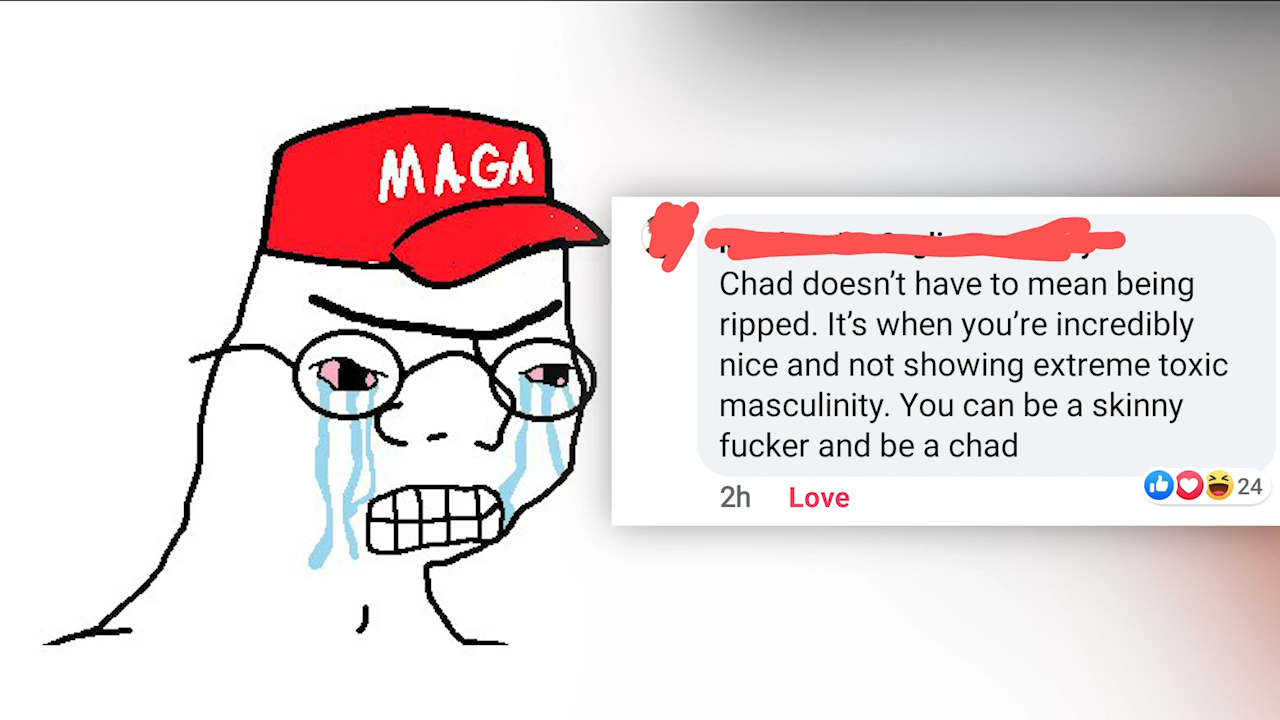 MAGA
Chad doesn't have to mean being
ripped. It's when you're incredibly
nice and not showing extreme toxic
masculinity. You can be a skinny
fucker and be a chad
2h Love 24